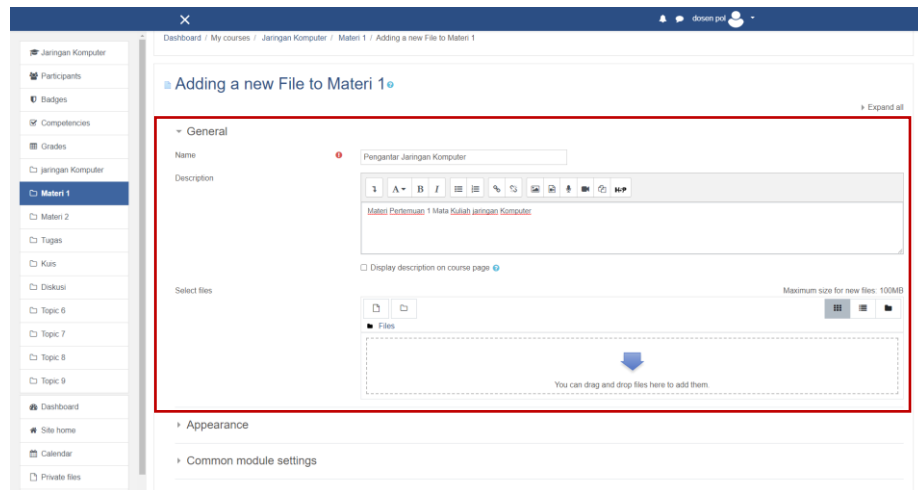 dosen pol
Dashboard / My courses / Jaringan Komputer / Materi 1 / Adding a new File to Materi 1
Jaringan Komputer
Participants
Badges
Competencies
Grades
jaringan Komputer
Materi 1
Materi 2
Tugas
Kuis
Diskusi
Topic 6
Topic 7
Topic 8
Topic 9
Dashboard
Site home
Calendar
Private files
Adding a new File to Materi 1
Expand all
General
Name
Pengantar Jaringan Komputer
Description
A B I H-P
Materi Pertemuan 1 Mata Kuliah jaringan Komputer
Display description on course page
Select files
Maximum size for new files: 100MB
Files
You can drag and drop files here to add them.
Appearance
Common module settings